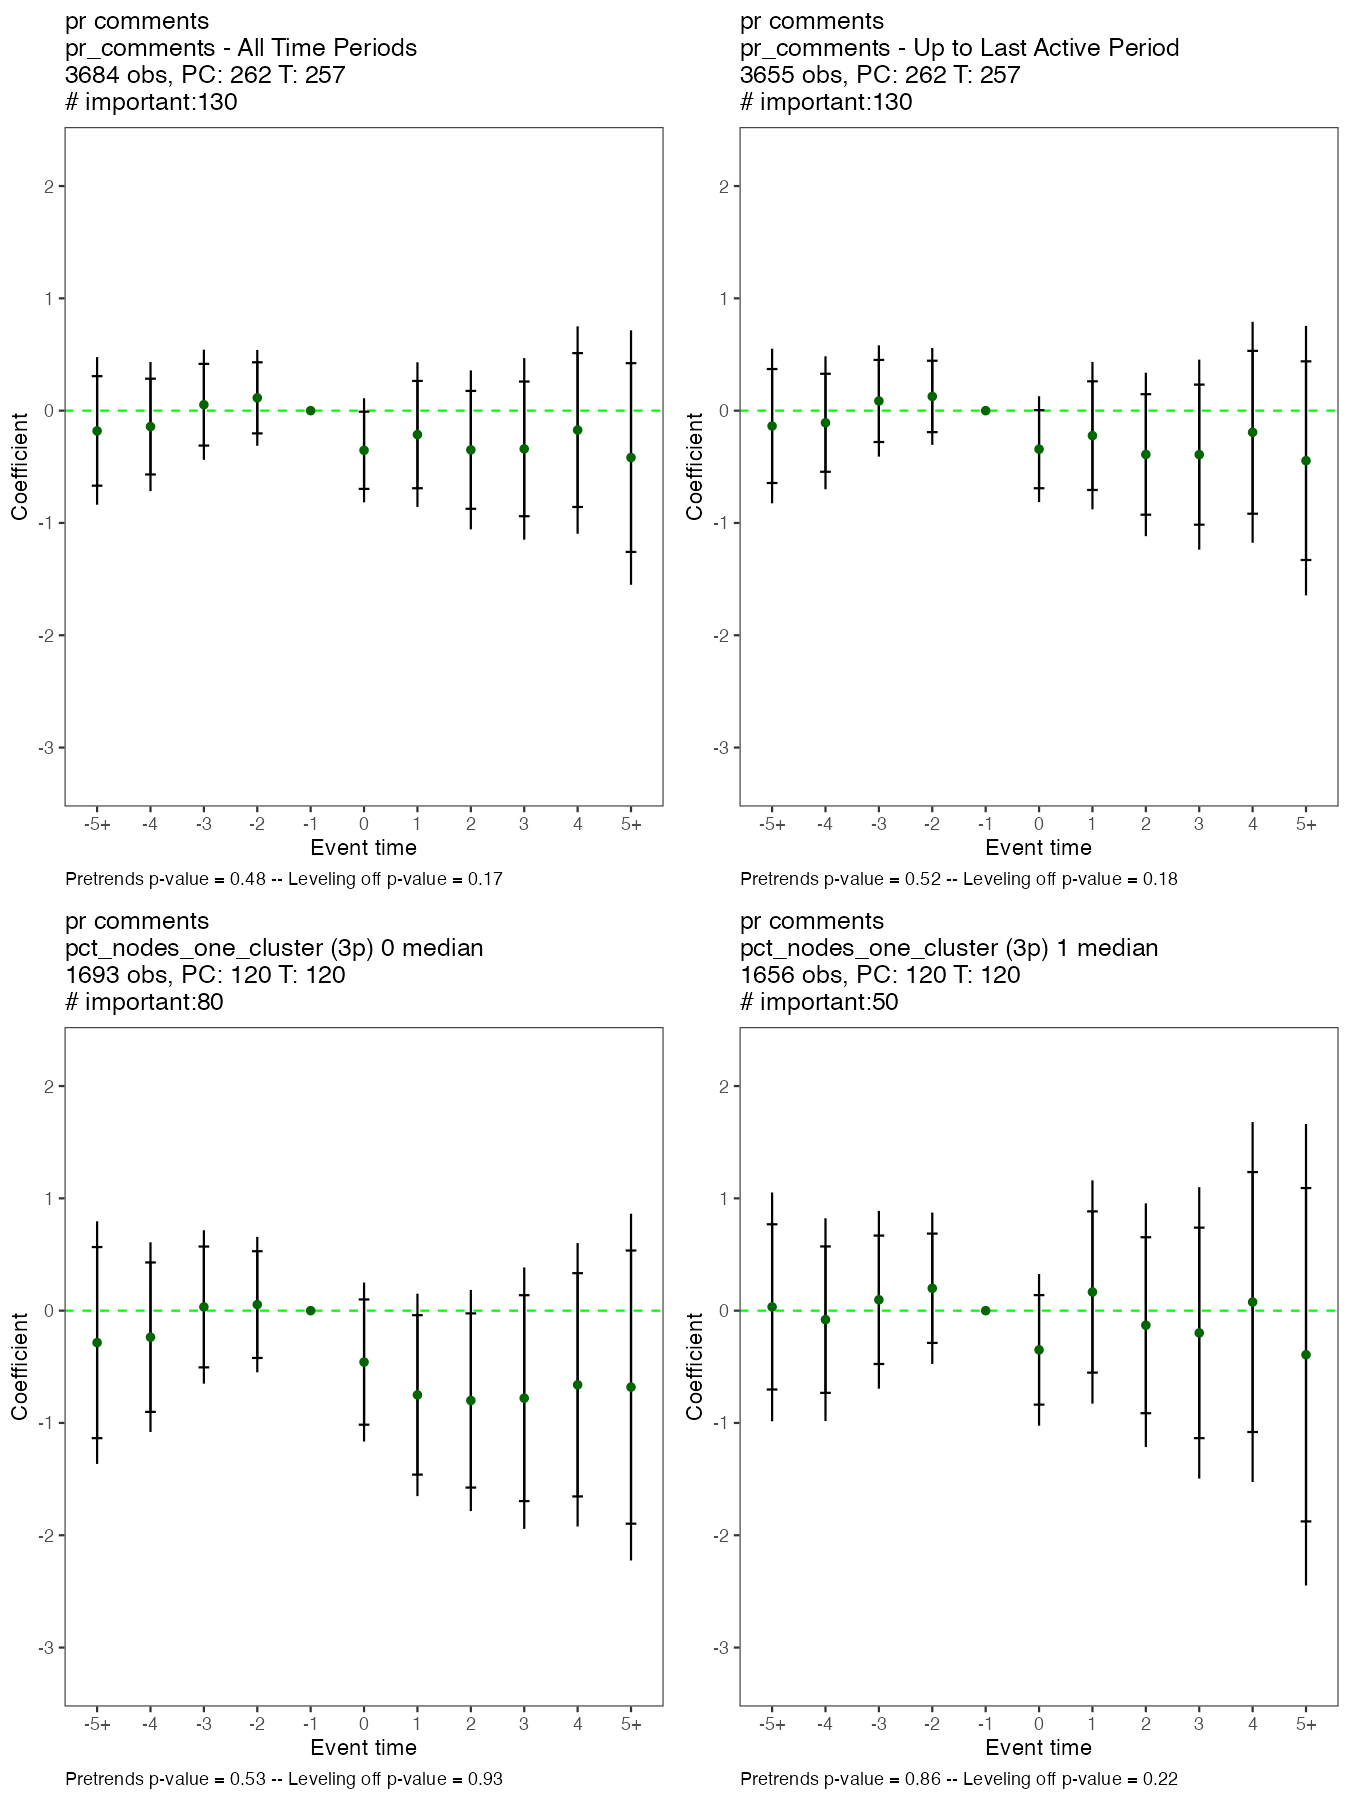 pr comments
pr_comments - All Time Periods
3684 obs, PC: 262 T: 257
# important:130
2
1
0
-1
-2
-3
Coefficient
-5+ -4 -3 -2 -1 0 1 2 3 4 5+
Event time
Pretrends p-value = 0.48 -- Leveling off p-value = 0.17
pr comments
pr_comments - Up to Last Active Period
3655 obs, PC: 262 T: 257
# important:130
2
1
0
-1
-2
-3
Coefficient
-5+ -4 -3 -2 -1 0 1 2 3 4 5+
Event time
Pretrends p-value = 0.52 -- Leveling off p-value = 0.18
pr comments
pct_nodes_one_cluster (3p) 0 median
1693 obs, PC: 120 T: 120
# important:80
2
1
0
-1
-2
-3
Coefficient
-5+ -4 -3 -2 -1 0 1 2 3 4 5+
Event time
Pretrends p-value = 0.53 -- Leveling off p-value = 0.93
pr comments
pct_nodes_one_cluster (3p) 1 median
1656 obs, PC: 120 T: 120
# important:50
2
1
0
-1
-2
-3
Coefficient
-5+ -4 -3 -2 -1 0 1 2 3 4 5+
Event time
Pretrends p-value = 0.86 -- Leveling off p-value = 0.22